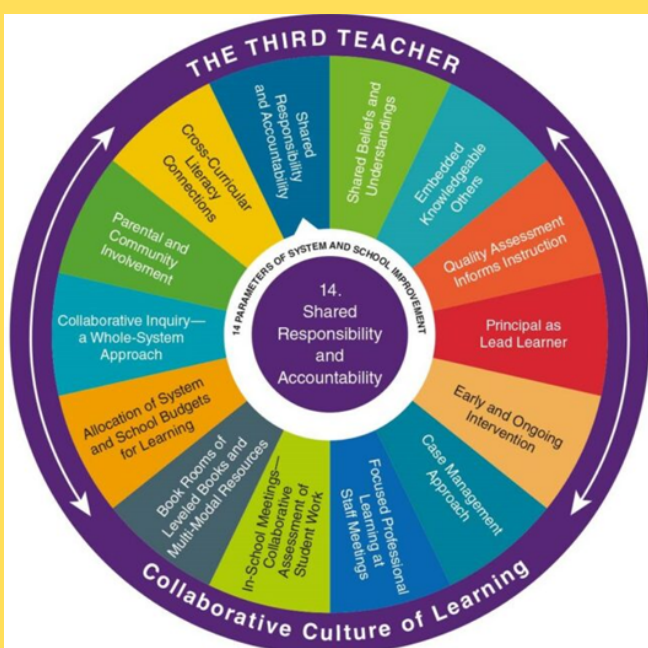 THE THIRD TEACHER
Shared Beliefs and
Understandings
Embedded
Knowledgeable
Others
Quality Assessment
Informs Instruction
Principal as
Lead Learner
Early and Ongoing
Intervention
Case Management
Approach
Focused Professional
Learning at
Staff Meetings
In-School Meetings—
Collaborative
Assessment of
Student Work
Book Rooms of
Leveled Books and
Multi-Modal Resources
Allocation of System
and School Budgets
for Learning
Collaborative Inquiry—
a Whole-System
Approach
Parental and
Community
Involvement
Cross-Curricular
Literacy
Connections
Shared
Responsibility
and Accountability
14 PARAMETERS OF SYSTEM AND SCHOOL IMPROVEMENT
14.
Shared
Responsibility
and
Accountability
Collaborative Culture of Learning